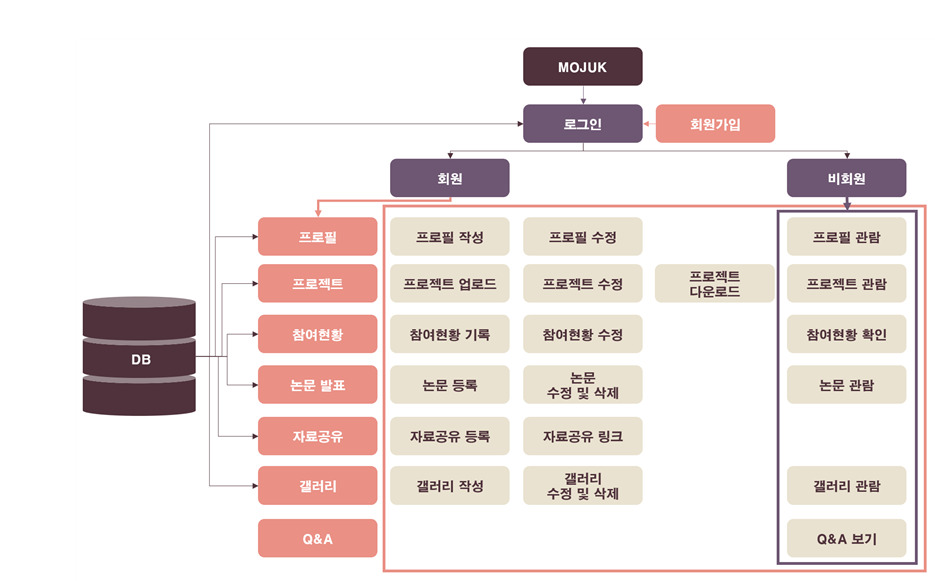 MOJUK
로그인
회원가입
회원
비회원
프로필
프로필 작성
프로필 수정
프로필 관람
프로젝트
프로젝트 업로드
프로젝트 수정
프로젝트
다운로드
프로젝트 관람
참여현황
참여현황 기록
참여현황 수정
참여현황 확인
DB
논문 발표
논문 등록
논문
수정 및 삭제
논문 관람
자료공유
자료공유 등록
자료공유 링크
갤러리
갤러리 작성
갤러리
수정 및 삭제
갤러리 관람
Q&A
Q&A 보기